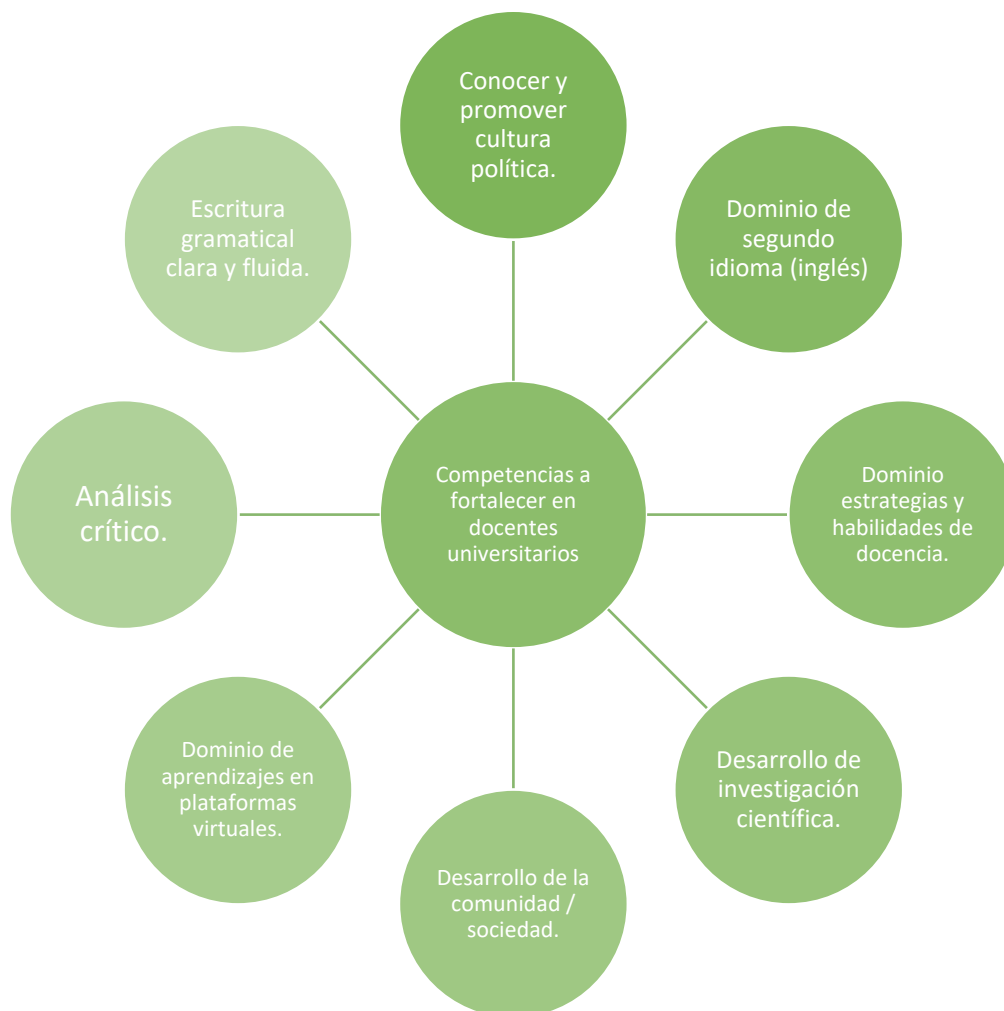 Conocer y
promover
cultura
política.
Dominio de
segundo
idioma (inglés)
Dominio
estrategias y
habilidades de
docencia.
Desarrollo de
investigación
científica.
Desarrollo de la
comunidad /
sociedad.
Dominio de
aprendizajes en
plataformas
virtuales.
Análisis
crítico.
Escritura
gramatical
clara y fluida.
Competencias a
fortalecer en
docentes
universitarios